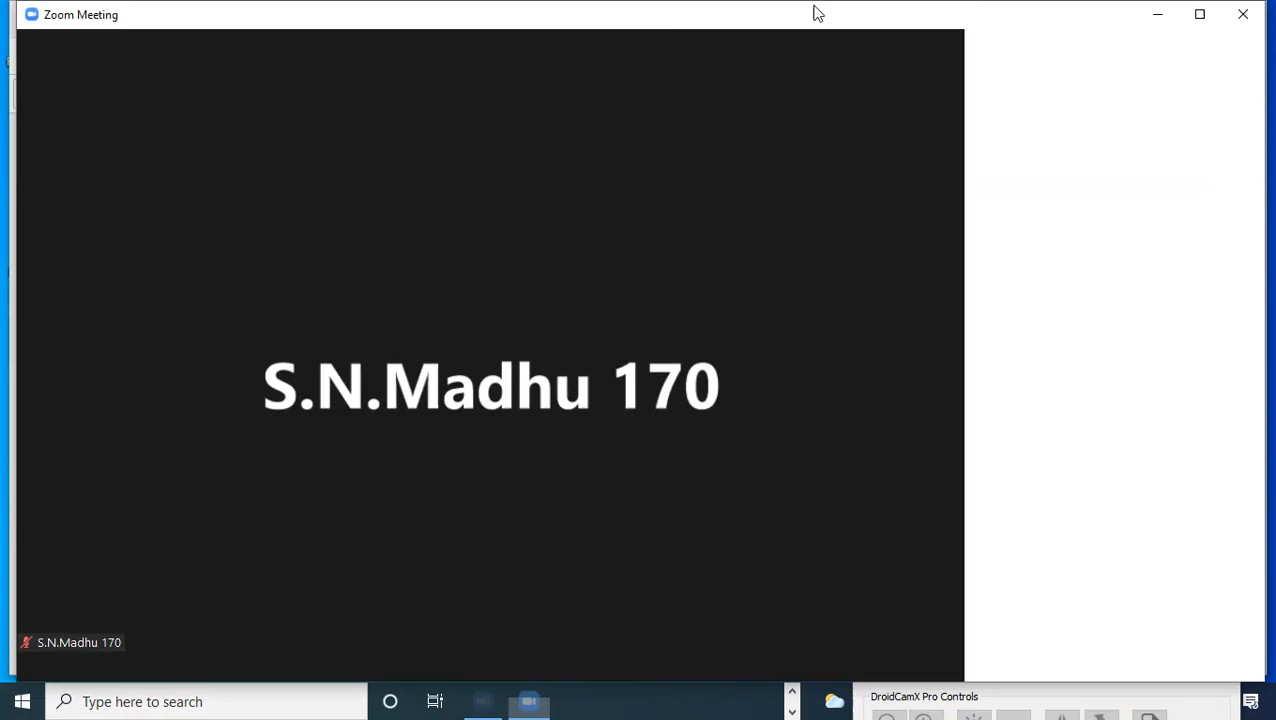 Zoom Meeting
S.N.Madhu 170
S.N.Madhu 170
Type here to search
DroidCamX Pro Controls